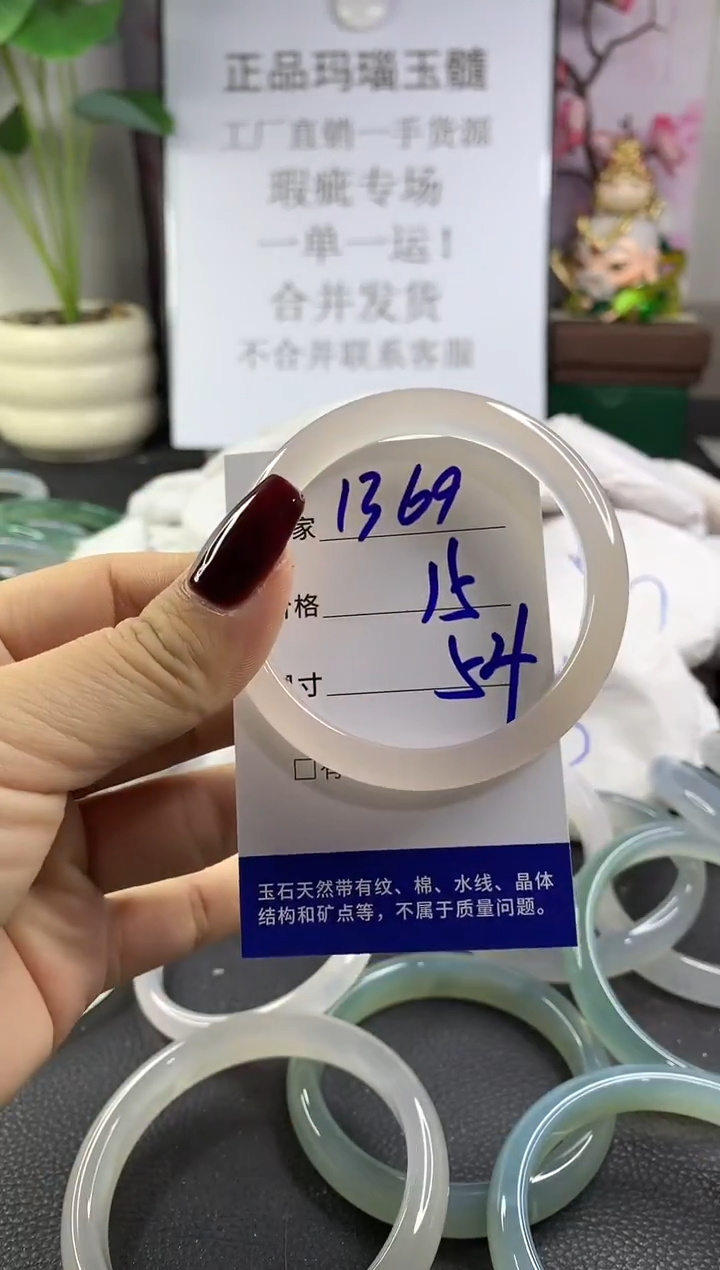 正品玛瑙玉髓
工厂直销一手货源
瑕疵专场
一单一运！
合并发货
不合并联系客服
家 1369
格 15
寸 54
□有
玉石天然带有纹、棉、水线、晶体
结构和矿点等，不属于质量问题。